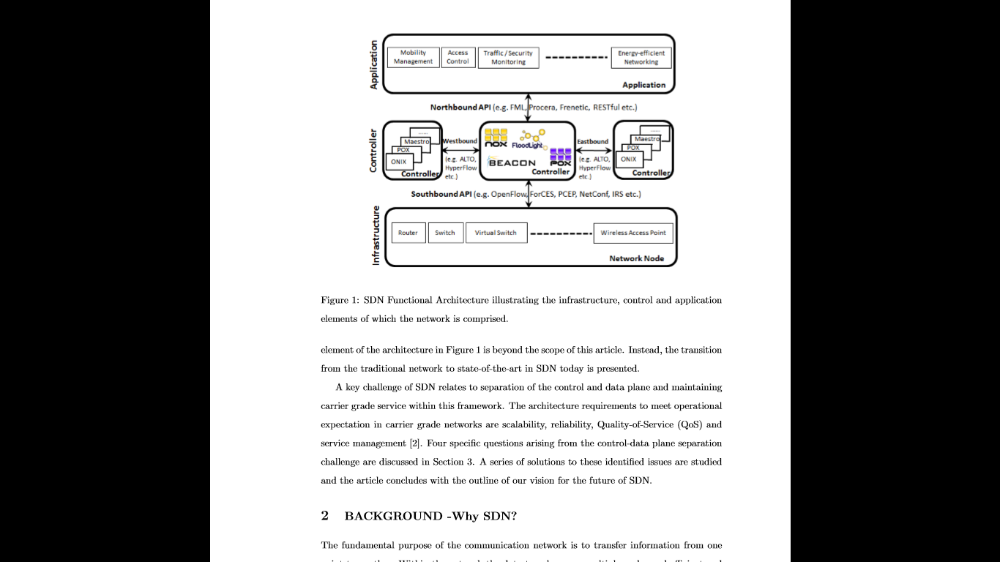 Application
Mobility
Management
Access
Control
Traffic/Security
Monitoring
Energy-efficient
Networking
Application
Northbound API (e.g. FML, Procera, Frenetic, RESTful etc.)
Controller
......
Maestro
POX
ONIX
Controller
Westbound
(e.g. ALTO,
HyperFlow
etc.)
NOX
FloodLight
BEACON
POX
Controller
Eastbound
(e.g. ALTO,
HyperFlow
etc.)
......
Maestro
POX
ONIX
Controller
Southbound API (e.g. OpenFlow, ForCES, PCEP, NetConf, IRS etc.)
Infrastructure
Router
Switch
Virtual Switch
Wireless Access Point
Network Node
Figure 1: SDN Functional Architecture illustrating the infrastructure, control and application
elements of which the network is comprised.
element of the architecture in Figure 1 is beyond the scope of this article. Instead, the transition
from the traditional network to state-of-the-art in SDN today is presented.
A key challenge of SDN relates to separation of the control and data plane and maintaining
carrier grade service within this framework. The architecture requirements to meet operational
expectation in carrier grade networks are scalability, reliability, Quality-of-Service (QoS) and
service management [2]. Four specific questions arising from the control-data plane separation
challenge are discussed in Section 3. A series of solutions to these identified issues are studied
and the article concludes with the outline of our vision for the future of SDN.
2 BACKGROUND -Why SDN?
The fundamental purpose of the communication network is to transfer information from one